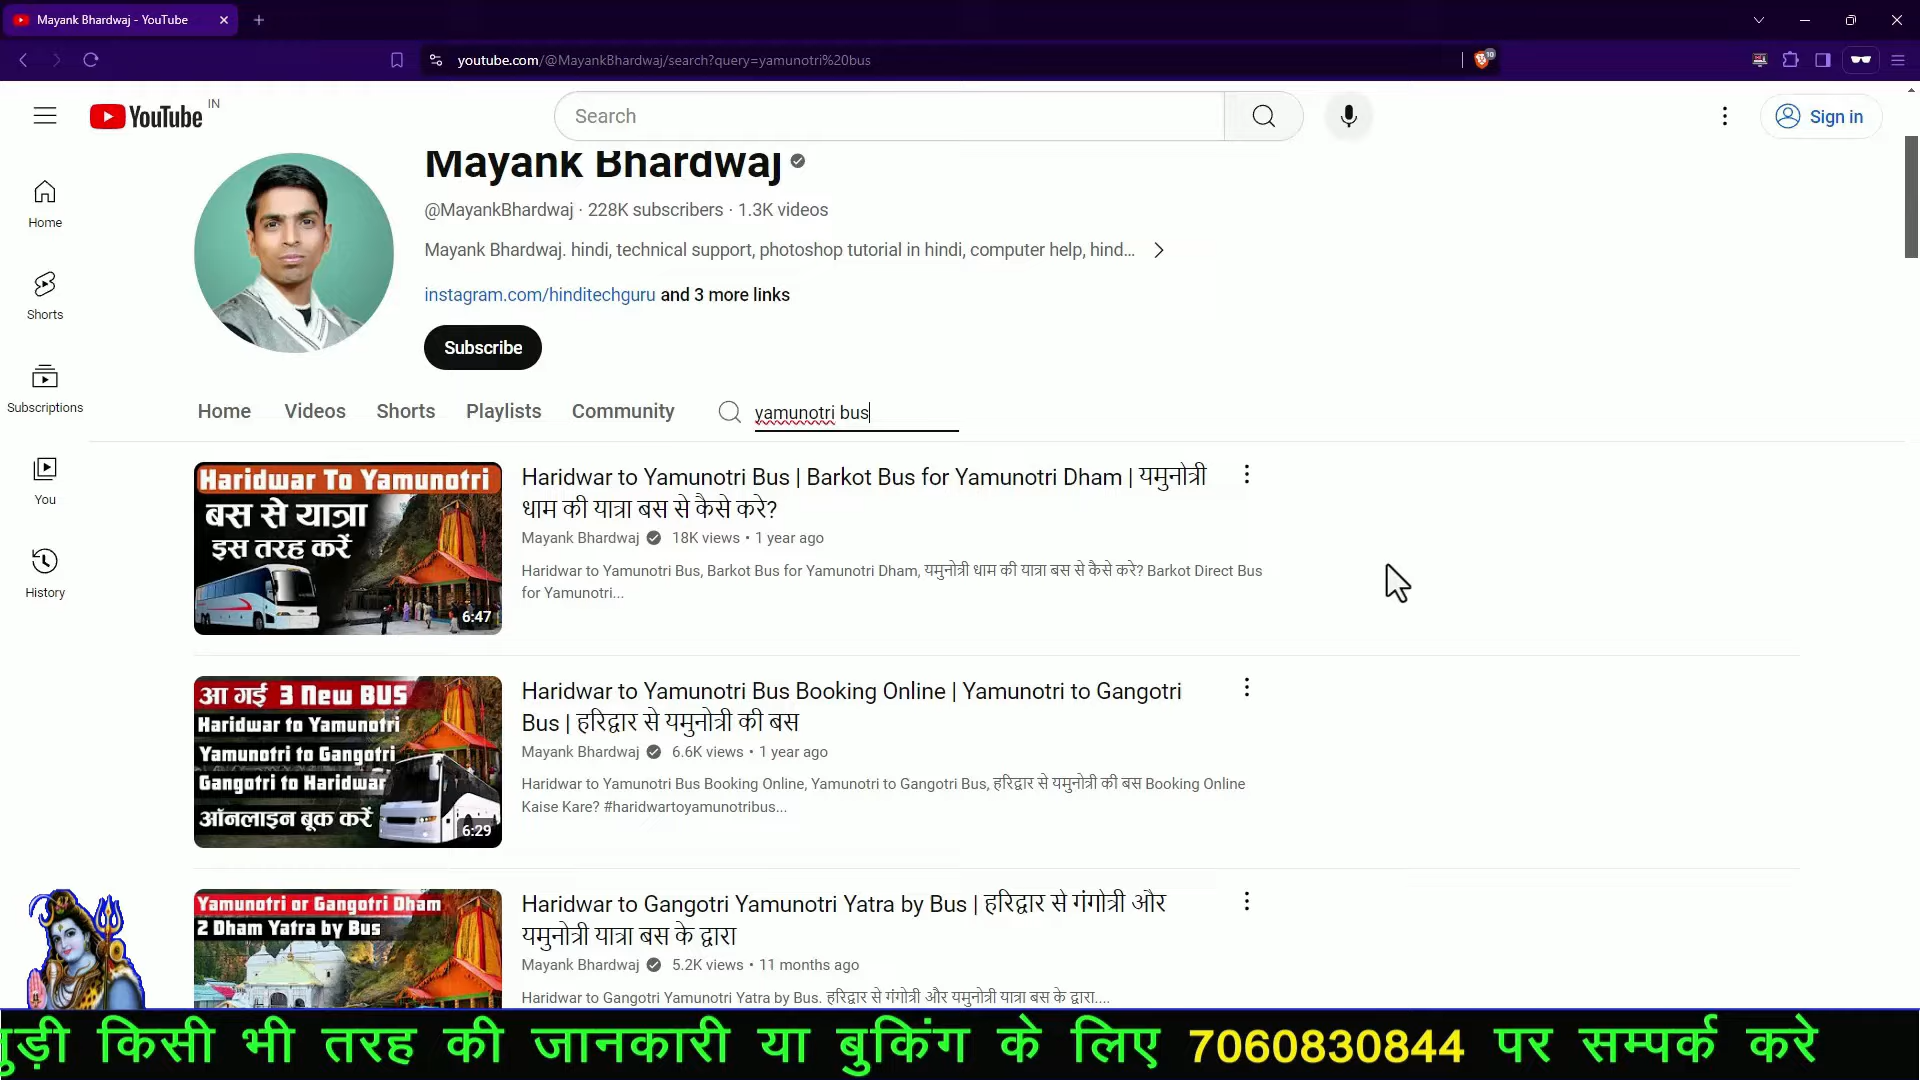 Mayank Bhardwaj - YouTube
youtube.com/@MayankBhardwaj/search?query=yamunotri%20bus
10
YouTube IN
Search
Sign in
Home
Shorts
Subscriptions
You
History
Mayank Bhardwaj
@MayankBhardwaj · 228K subscribers · 1.3K videos
Mayank Bhardwaj. hindi, technical support, photoshop tutorial in hindi, computer help, hind...
instagram.com/hinditechguru and 3 more links
Subscribe
Home Videos Shorts Playlists Community yamunotri bus
Haridwar To Yamunotri
बस से यात्रा
इस तरह करें
6:47
Haridwar to Yamunotri Bus | Barkot Bus for Yamunotri Dham | यमुनोत्री
धाम की यात्रा बस से कैसे करे?
Mayank Bhardwaj 18K views • 1 year ago
Haridwar to Yamunotri Bus, Barkot Bus for Yamunotri Dham, यमुनोत्री धाम की यात्रा बस से कैसे करे? Barkot Direct Bus
for Yamunotri...
आ गई 3 New BUS
Haridwar to Yamunotri
Yamunotri to Gangotri
Gangotri to Haridwar
ऑनलाइन बूक करें
6:29
Haridwar to Yamunotri Bus Booking Online | Yamunotri to Gangotri
Bus | हरिद्वार से यमुनोत्री की बस
Mayank Bhardwaj 6.6K views • 1 year ago
Haridwar to Yamunotri Bus Booking Online, Yamunotri to Gangotri Bus, हरिद्वार से यमुनोत्री की बस Booking Online
Kaise Kare? #haridwartoyamunotribus...
Yamunotri or Gangotri Dham
2 Dham Yatra by Bus
Haridwar to Gangotri Yamunotri Yatra by Bus | हरिद्वार से गंगोत्री और
यमुनोत्री यात्रा बस के द्वारा
Mayank Bhardwaj 5.2K views • 11 months ago
Haridwar to Gangotri Yamunotri Yatra by Bus. हरिद्वार से गंगोत्री और यमुनोत्री यात्रा बस के द्वारा....
किसी भी तरह की जानकारी या बुकिंग के लिए 7060830844 पर सम्पर्क करे